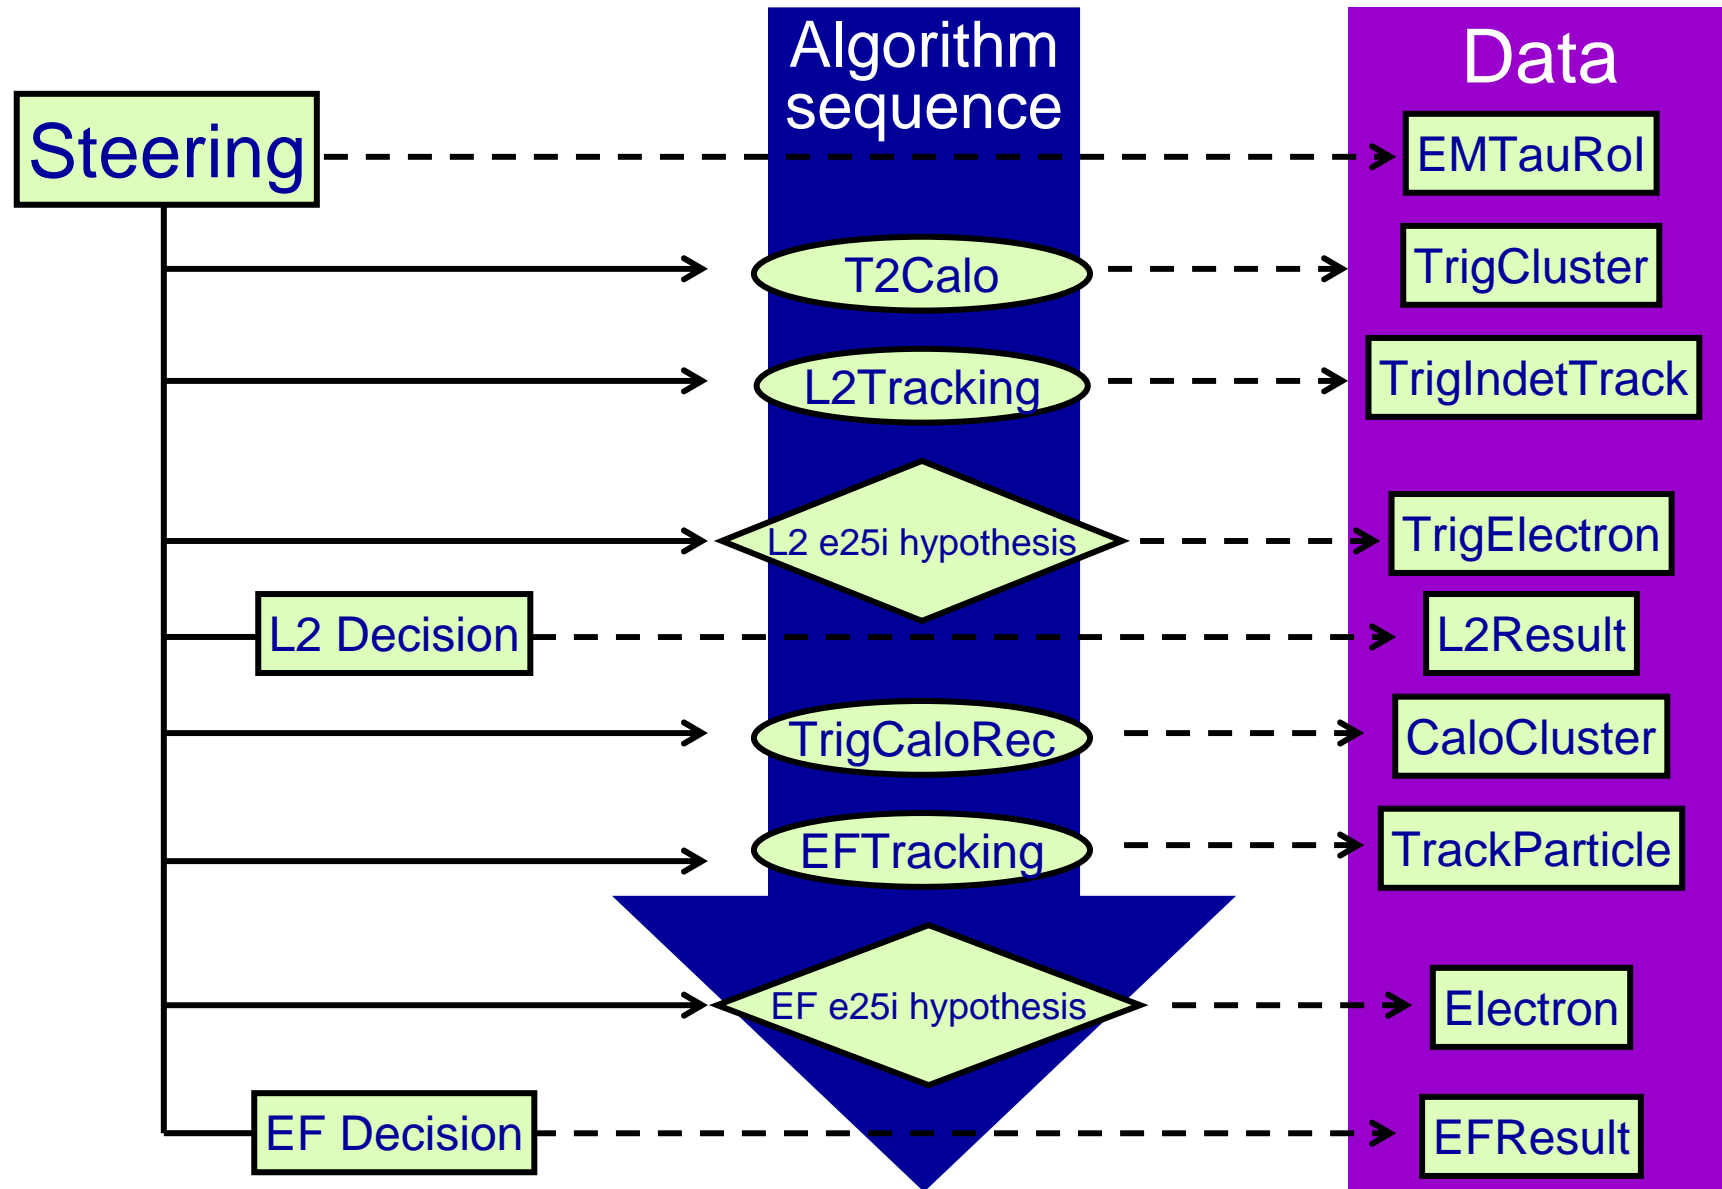 Algorithm
sequence
Data
Steering
EMTauRoI
T2Calo
TrigCluster
L2Tracking
TrigIndetTrack
L2 e25i hypothesis
TrigElectron
L2 Decision
L2Result
TrigCaloRec
CaloCluster
EFTracking
TrackParticle
EF e25i hypothesis
Electron
EF Decision
EFResult